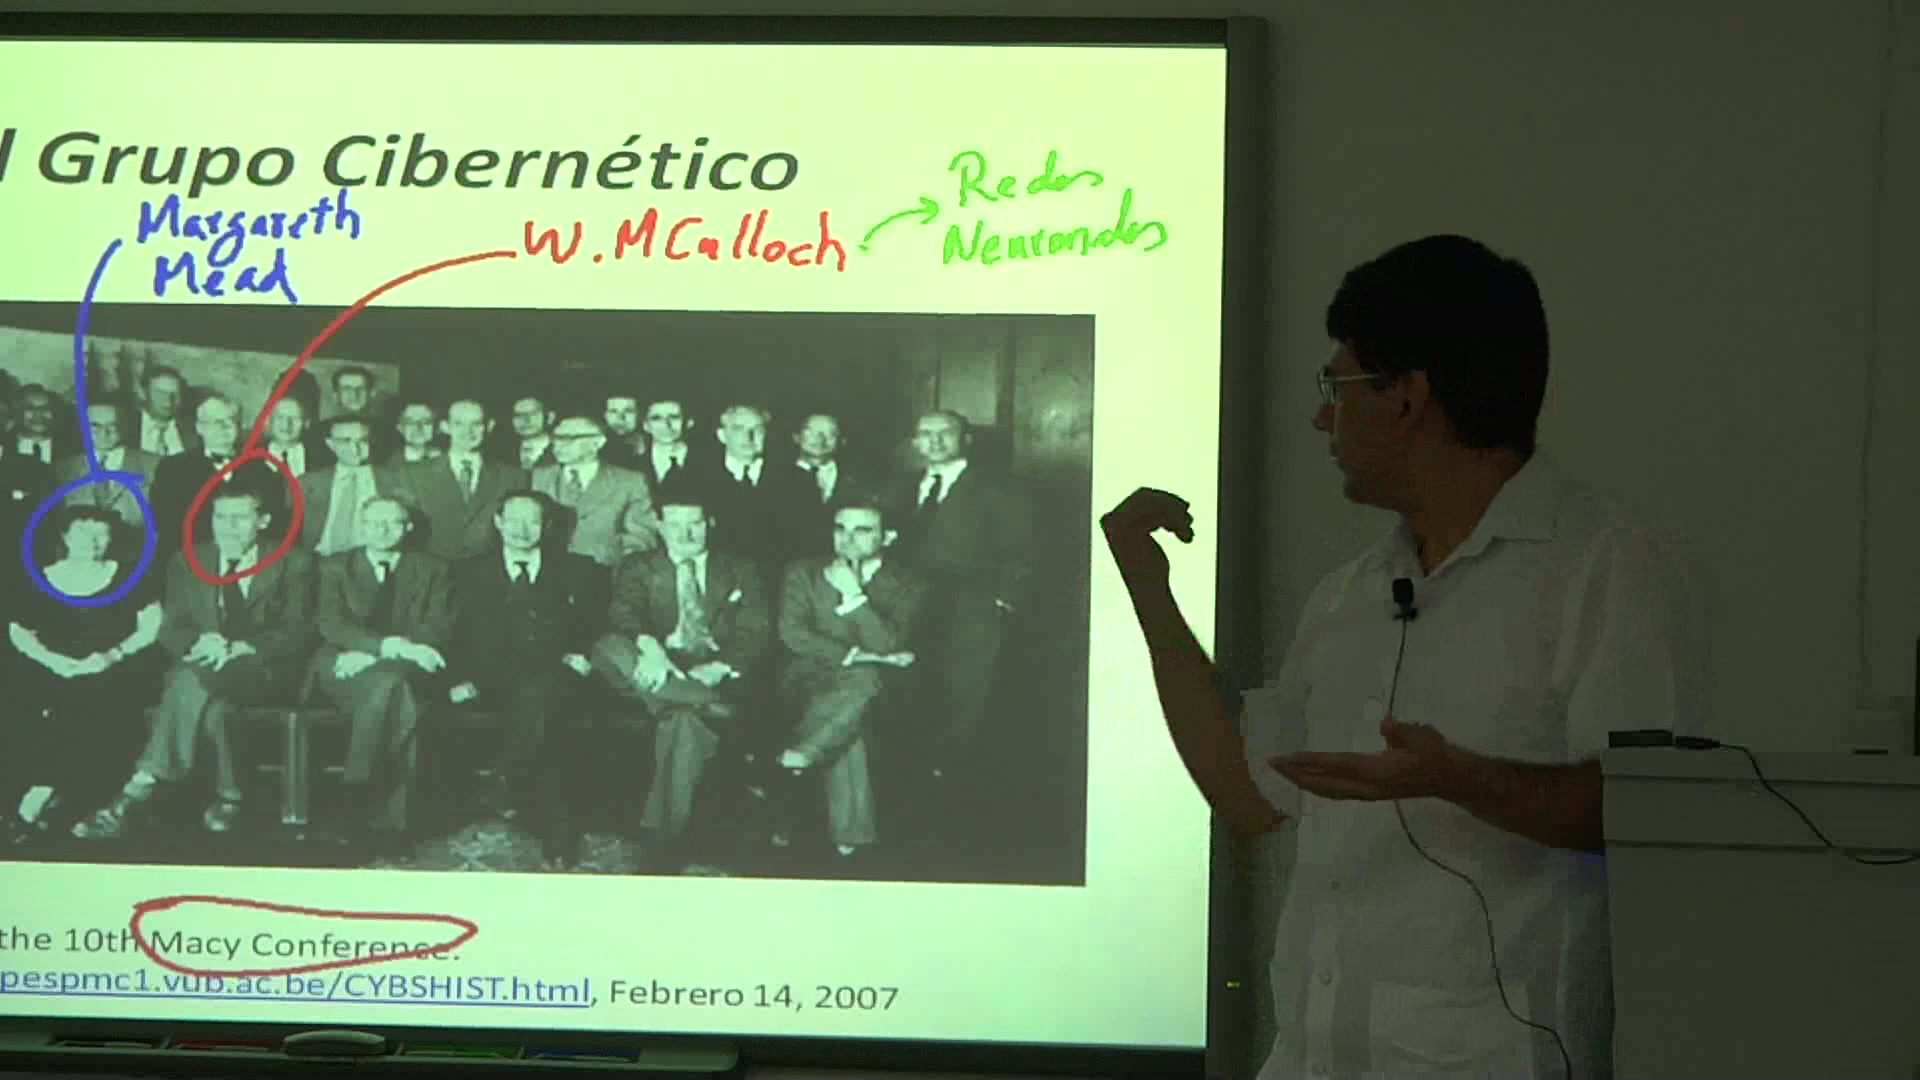 l Grupo Cibernético
Margareth
Mead
W. MCalloch
Redes
Neuronales
the 10th Macy Conference.
pespmc1.vub.ac.be/CYBSHIST.html, Febrero 14, 2007